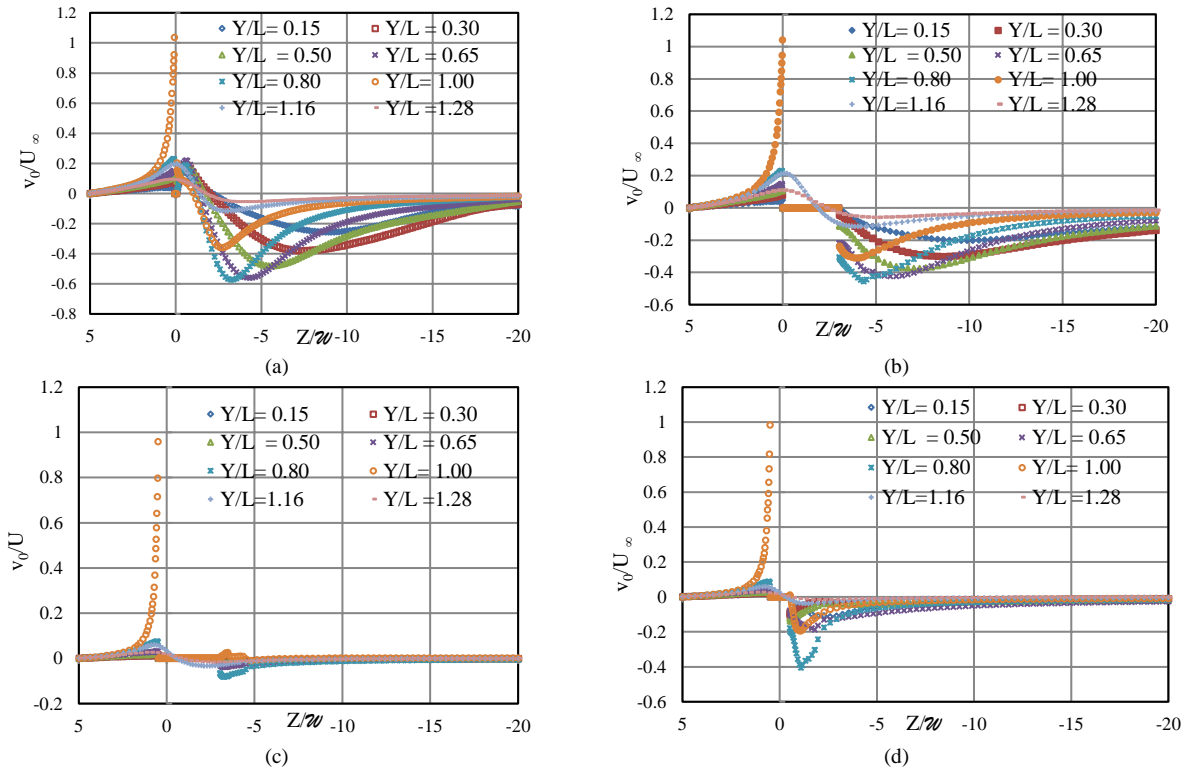 1.2
1
0.8
0.6
0.4
0.2
0
-0.2
-0.4
-0.6
-0.8
v₀/U ∞
Y/L= 0.15 Y/L = 0.30
Y/L = 0.50 Y/L = 0.65
Y/L= 0.80 Y/L= 1.00
Y/L=1.16 Y/L =1.28
5 0 -5 -10 -15 -20
Z/𝓌
(a)
1.2
1
0.8
0.6
0.4
0.2
0
-0.2
-0.4
-0.6
v₀/U ∞
Y/L= 0.15 Y/L = 0.30
Y/L = 0.50 Y/L = 0.65
Y/L= 0.80 Y/L= 1.00
Y/L=1.16 Y/L =1.28
5 0 -5 -10 -15 -20
Z/𝓌
(b)
1.2
1
0.8
0.6
0.4
0.2
0
-0.2
v₀/U
Y/L= 0.15 Y/L = 0.30
Y/L = 0.50 Y/L = 0.65
Y/L= 0.80 Y/L= 1.00
Y/L=1.16 Y/L =1.28
5 0 -5 -10 -15 -20
Z/𝓌
(c)
1.2
1
0.8
0.6
0.4
0.2
0
-0.2
-0.4
-0.6
v₀/U ∞
Y/L= 0.15 Y/L = 0.30
Y/L = 0.50 Y/L = 0.65
Y/L= 0.80 Y/L= 1.00
Y/L=1.16 Y/L =1.28
5 0 -5 -10 -15 -20
Z/𝓌
(d)